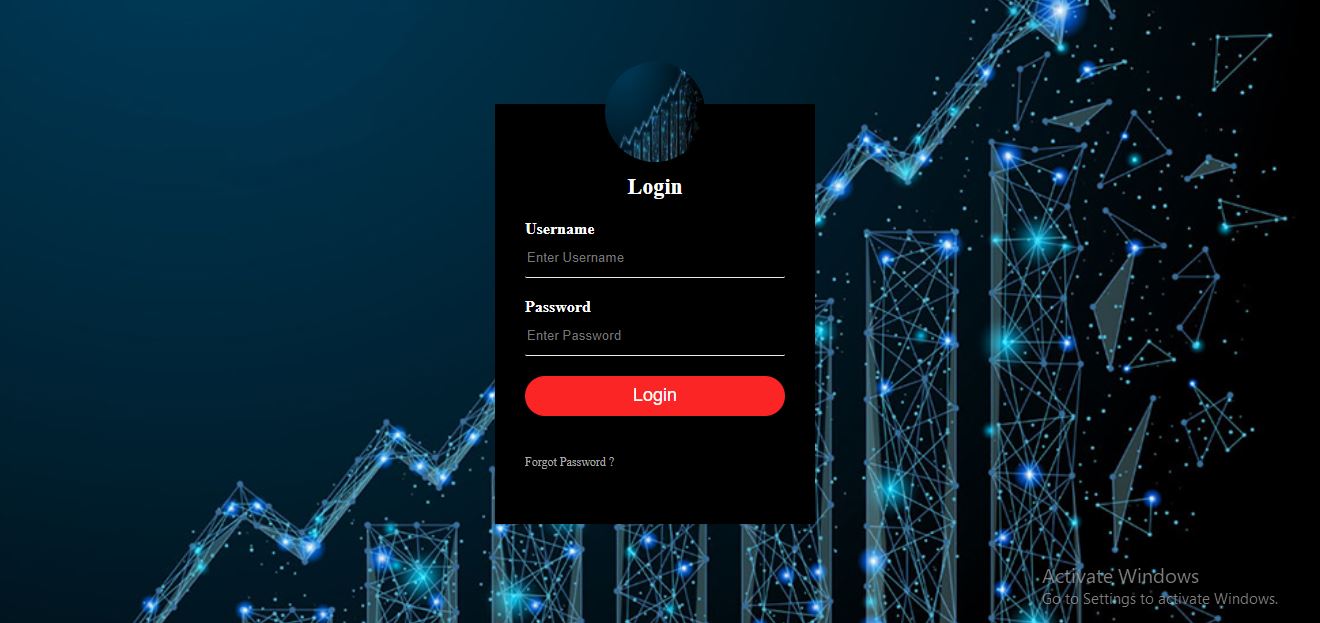 Login
Username
Enter Username
Password
Enter Password
Login
Forgot Password ?
Activate Windows
Go to Settings to activate Windows.